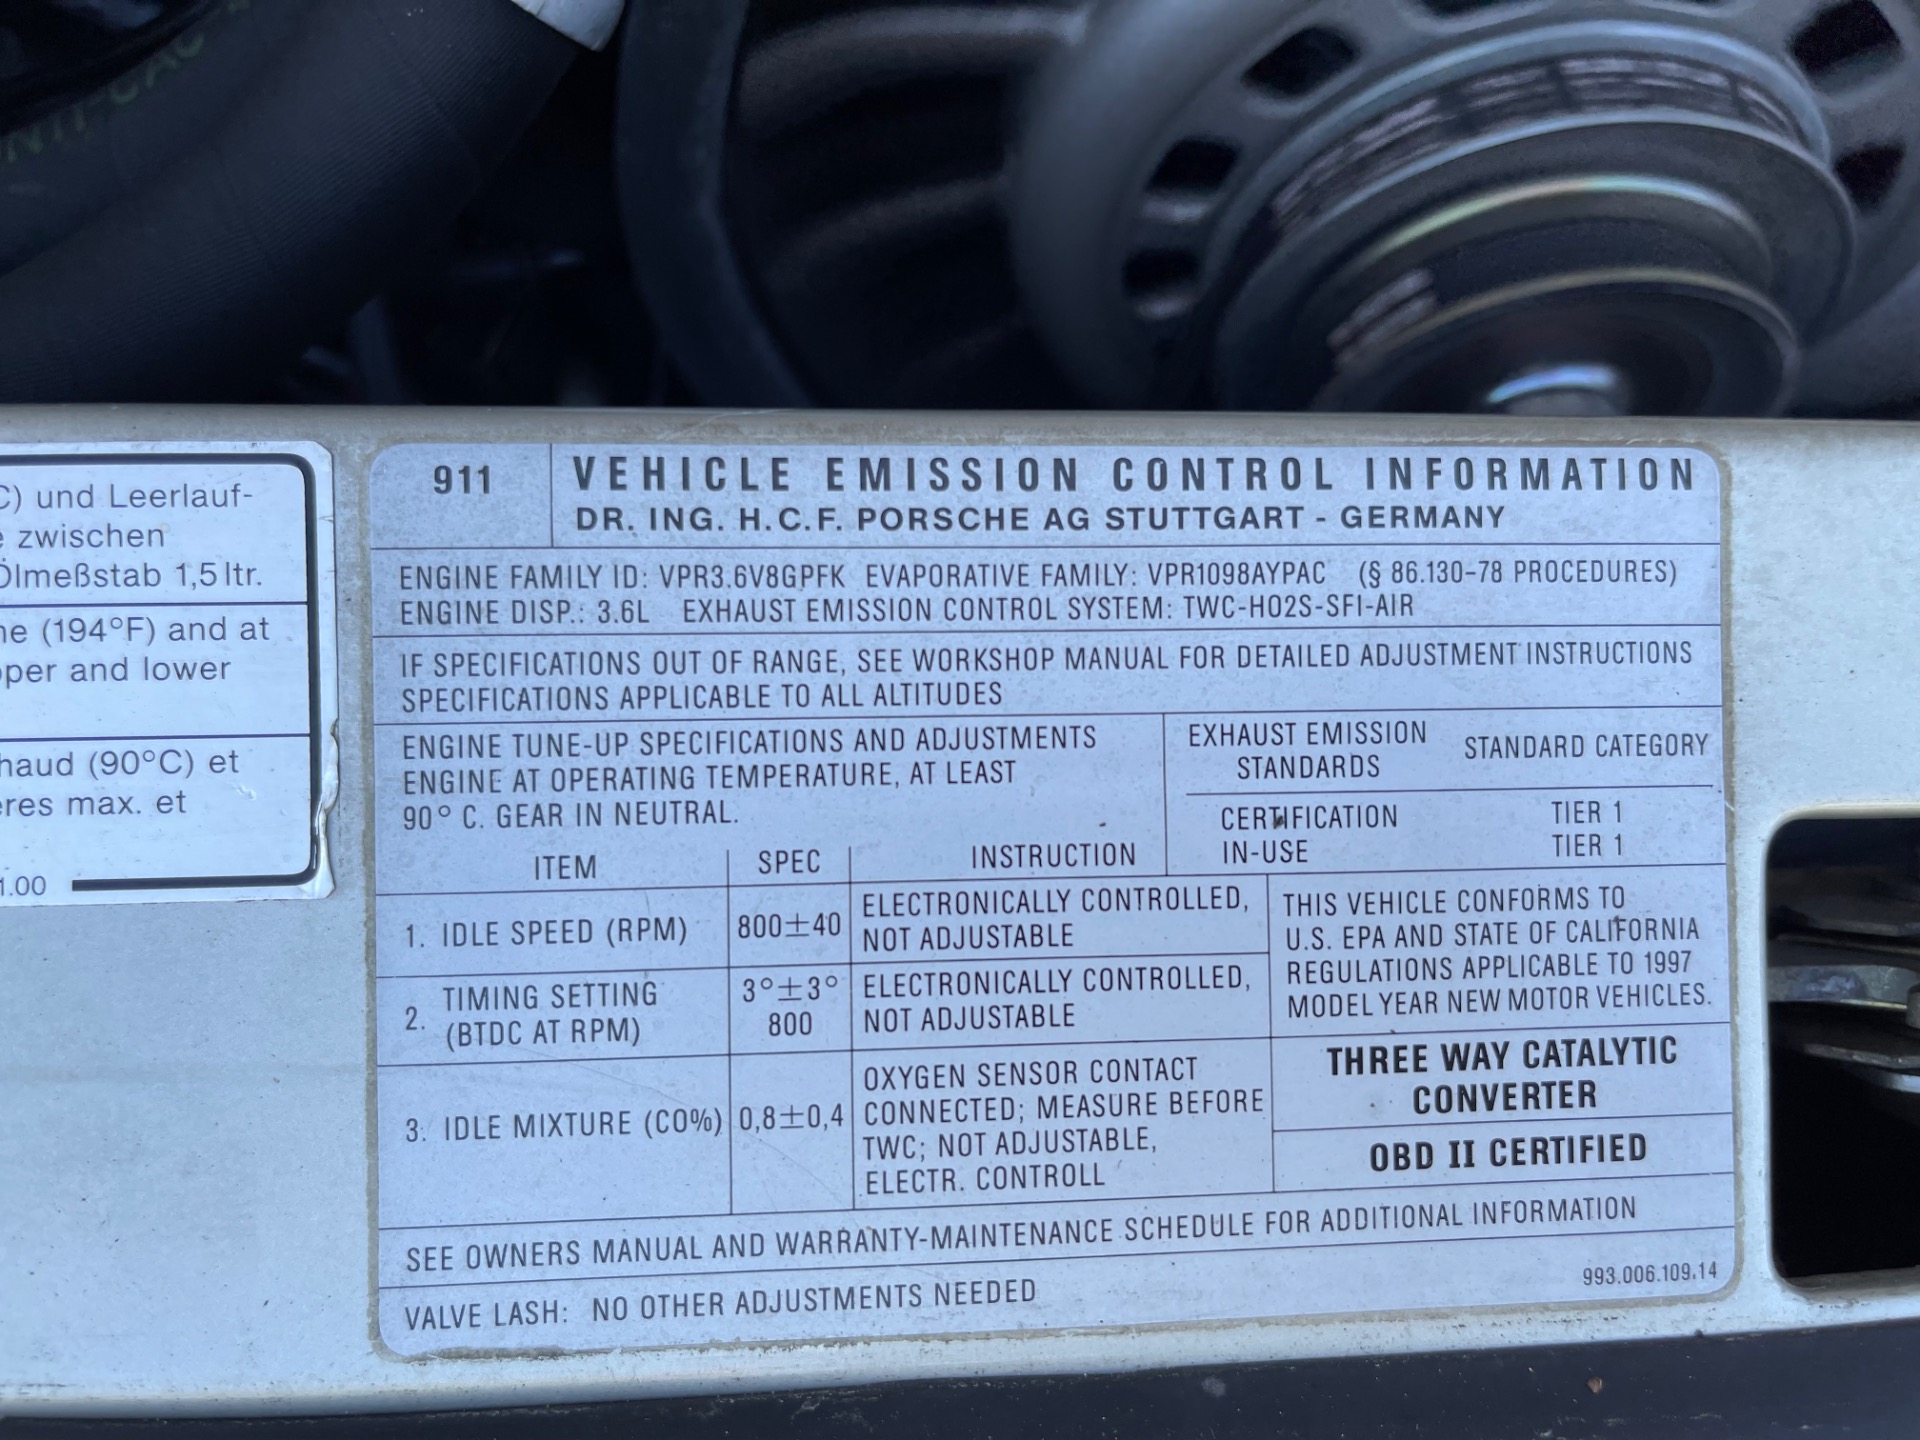 C) und Leerlauf-
zwischen
Ölmeßstab 1,5 ltr.
(194°F) and at
and lower
(90°C) et
max. et
1.00
911
VEHICLE EMISSION CONTROL INFORMATION
DR. ING. H.C.F. PORSCHE AG STUTTGART - GERMANY
ENGINE FAMILY ID: VPR3.6V8GPFK EVAPORATIVE FAMILY: VPR1098AYPAC (§ 86.130-78 PROCEDURES)
ENGINE DISP.: 3.6L EXHAUST EMISSION CONTROL SYSTEM: TWC-HO2S-SFI-AIR
IF SPECIFICATIONS OUT OF RANGE, SEE WORKSHOP MANUAL FOR DETAILED ADJUSTMENT INSTRUCTIONS
SPECIFICATIONS APPLICABLE TO ALL ALTITUDES
ENGINE TUNE-UP SPECIFICATIONS AND ADJUSTMENTS
ENGINE AT OPERATING TEMPERATURE, AT LEAST
90° C. GEAR IN NEUTRAL.
EXHAUST EMISSION
STANDARDS
STANDARD CATEGORY
CERTIFICATION TIER 1
IN-USE TIER 1
ITEM SPEC INSTRUCTION
1. IDLE SPEED (RPM) 800±40
ELECTRONICALLY CONTROLLED,
NOT ADJUSTABLE
2. TIMING SETTING
(BTDC AT RPM)
3°±3°
800
ELECTRONICALLY CONTROLLED,
NOT ADJUSTABLE
3. IDLE MIXTURE (CO%) 0,8±0,4
OXYGEN SENSOR CONTACT
CONNECTED; MEASURE BEFORE
TWC; NOT ADJUSTABLE,
ELECTR. CONTROLL
THIS VEHICLE CONFORMS TO
U.S. EPA AND STATE OF CALIFORNIA
REGULATIONS APPLICABLE TO 1997
MODEL YEAR NEW MOTOR VEHICLES.
THREE WAY CATALYTIC
CONVERTER
OBD II CERTIFIED
SEE OWNERS MANUAL AND WARRANTY-MAINTENANCE SCHEDULE FOR ADDITIONAL INFORMATION
VALVE LASH: NO OTHER ADJUSTMENTS NEEDED
993.006.109.14